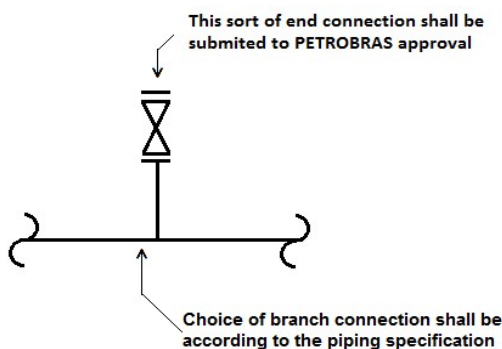 This sort of end connection shall be
submited to PETROBRAS approval
Choice of branch connection shall be
according to the piping specification